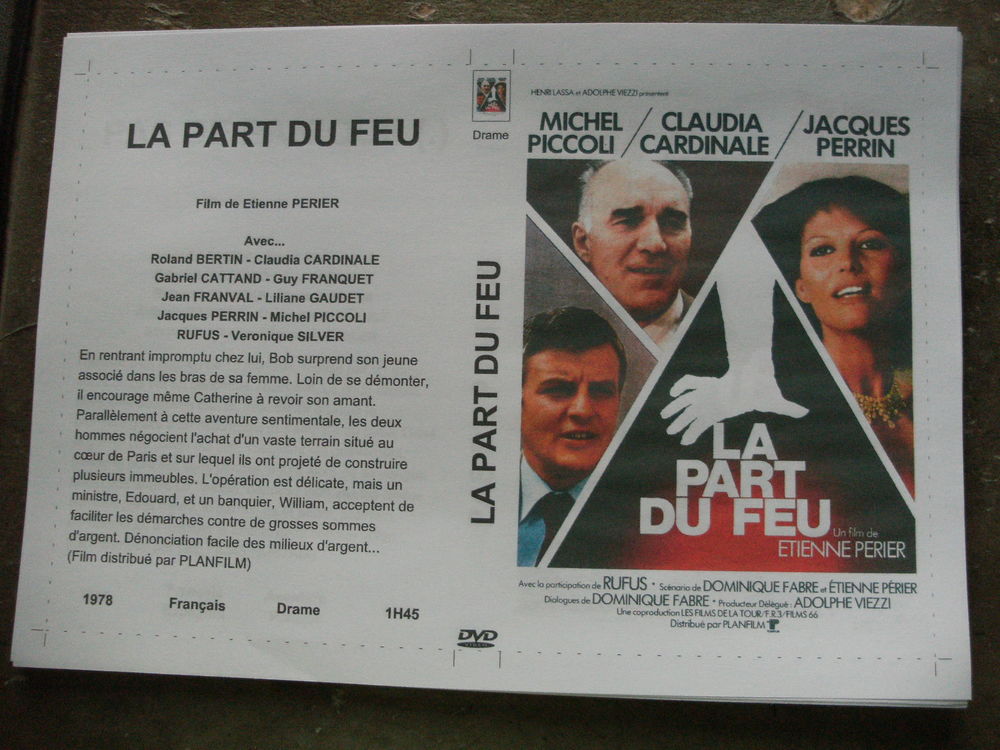 LA PART DU FEU
Film de Etienne PERIER
Avec...
Roland BERTIN - Claudia CARDINALE
Gabriel CATTAND - Guy FRANQUET
Jean FRANVAL - Liliane GAUDET
Jacques PERRIN - Michel PICCOLI
RUFUS - Veronique SILVER
En rentrant impromptu chez lui, Bob surprend son jeune
associé dans les bras de sa femme. Loin de se démonter,
il encourage même Catherine à revoir son amant.
Parallèlement à cette aventure sentimentale, les deux
hommes négocient l'achat d'un vaste terrain situé au
cœur de Paris et sur lequel ils ont projeté de construire
plusieurs immeubles. L'opération est délicate, mais un
ministre, Edouard, et un banquier, William, acceptent de
faciliter les démarches contre de grosses sommes
d'argent. Dénonciation facile des milieux d'argent...
(Film distribué par PLANFILM)
1978 Français Drame 1H45
Drame
LA PART DU FEU
DVD
VIDEO
HENRI LASSA et ADOLPHE VIEZZI présentent
MICHEL PICCOLI / CLAUDIA CARDINALE / JACQUES PERRIN
LA
PART
DU FEU
Un film de
ETIENNE PERIER
Avec la participation de RUFUS • Scénario de DOMINIQUE FABRE et ÉTIENNE PÉRIER
Dialogues de DOMINIQUE FABRE • Producteur Délégué : ADOLPHE VIEZZI
Une coproduction LES FILMS DE LA TOUR/F.R.3/FILMS 66
Distribué par PLANFILM